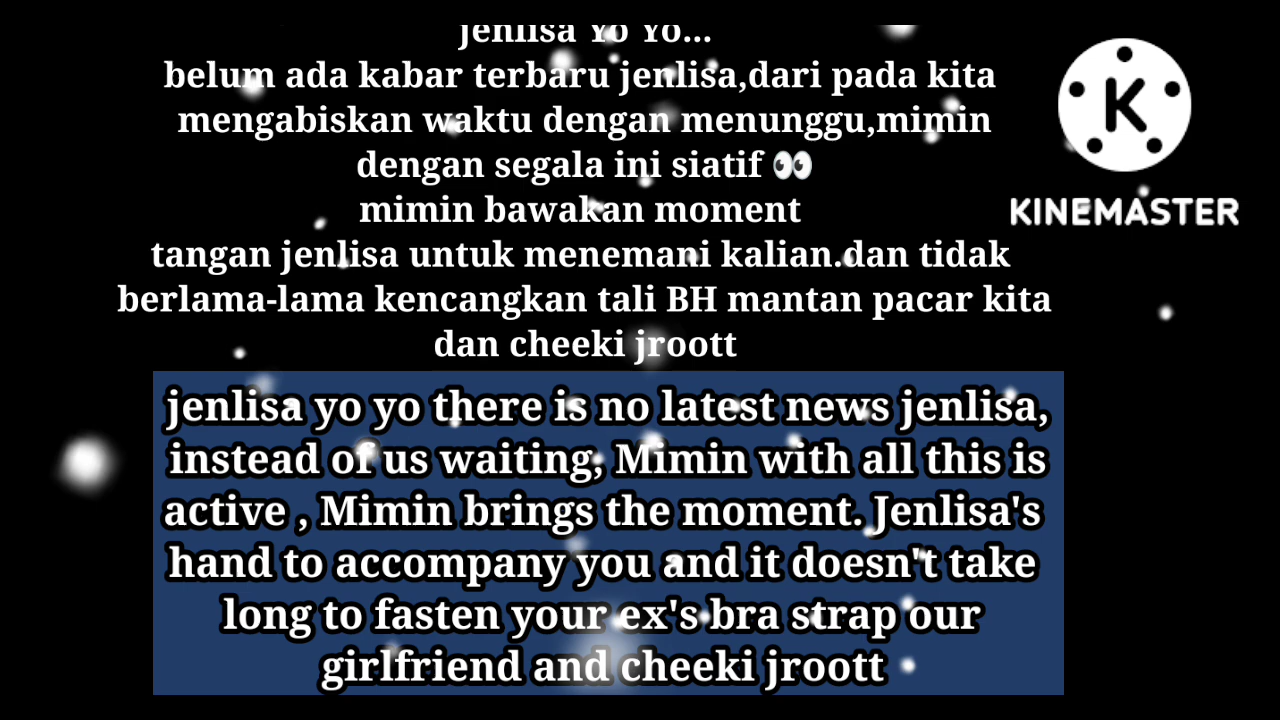 jenlisa Yo Yo...
belum ada kabar terbaru jenlisa,dari pada kita
mengabiskan waktu dengan menunggu,mimin
dengan segala ini siatif 👀
mimin bawakan moment
tangan jenlisa untuk menemani kalian.dan tidak
berlama-lama kencangkan tali BH mantan pacar kita
dan cheeki jroott
jenlisa yo yo there is no latest news jenlisa,
instead of us waiting, Mimin with all this is
active , Mimin brings the moment. Jenlisa's
hand to accompany you and it doesn't take
long to fasten your ex's bra strap our
girlfriend and cheeki jroott
K
KINEMASTER